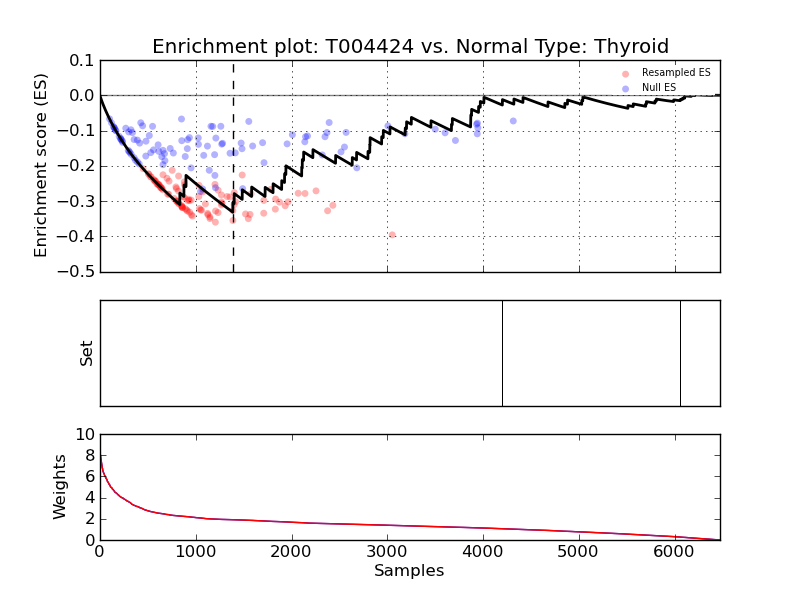 Enrichment plot: T004424 vs. Normal Type: Thyroid
Enrichment score (ES)
0.1
0.0
−0.1
−0.2
−0.3
−0.4
−0.5
Resampled ES
Null ES
Set
Weights
10
8
6
4
2
0
0 1000 2000 3000 4000 5000 6000
Samples